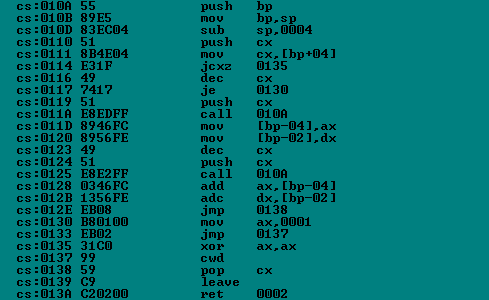 cs:010A 55 push bp
cs:010B 89E5 mov bp,sp
cs:010D 83EC04 sub sp,0004
cs:0110 51 push cx
cs:0111 8B4E04 mov cx,[bp+04]
cs:0114 E31F jcxz 0135
cs:0116 49 dec cx
cs:0117 7417 je 0130
cs:0119 51 push cx
cs:011A E8EDFF call 010A
cs:011D 8946FC mov [bp-04],ax
cs:0120 8956FE mov [bp-02],dx
cs:0123 49 dec cx
cs:0124 51 push cx
cs:0125 E8E2FF call 010A
cs:0128 0346FC add ax,[bp-04]
cs:012B 1356FE adc dx,[bp-02]
cs:012E EB08 jmp 0138
cs:0130 B80100 mov ax,0001
cs:0133 EB02 jmp 0137
cs:0135 31C0 xor ax,ax
cs:0137 99 cwd
cs:0138 59 pop cx
cs:0139 C9 leave
cs:013A C20200 ret 0002